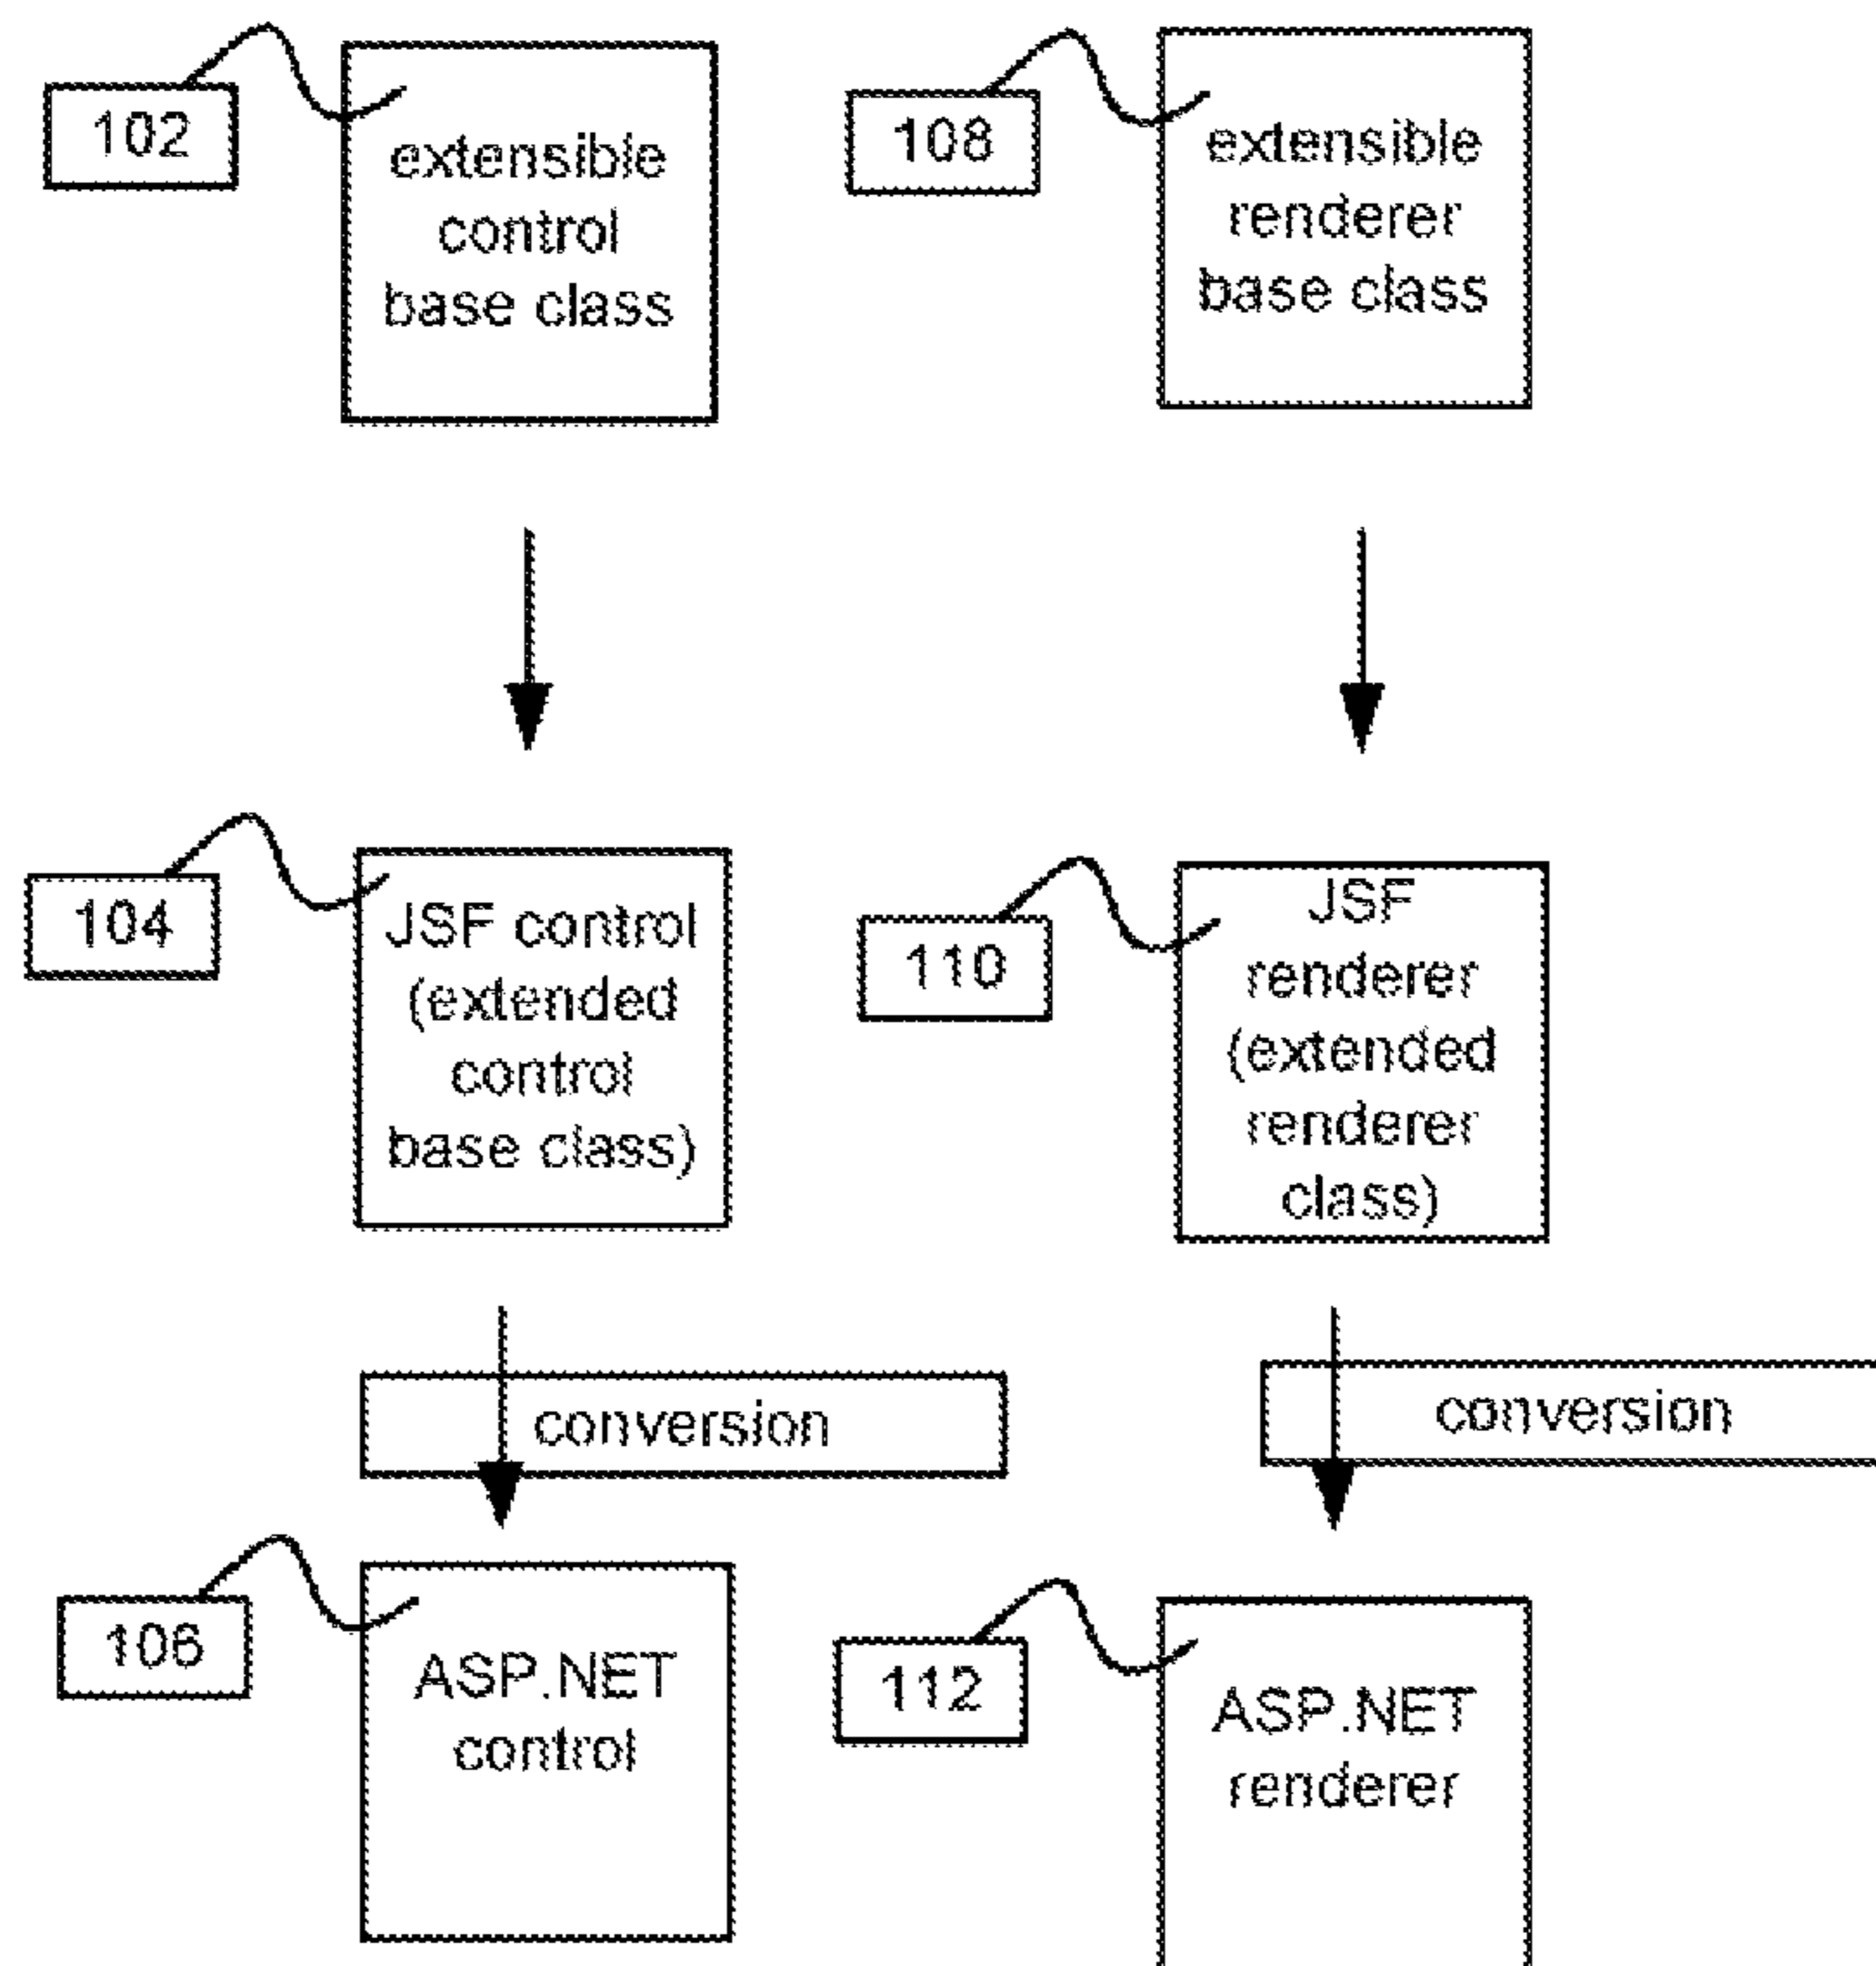 102
extensible
control
base class
108
extensible
renderer
base class
104
JSF control
(extended
control
base class)
110
JSF
renderer
(extended
renderer
class)
conversion
conversion
106
ASP.NET
control
112
ASP.NET
renderer